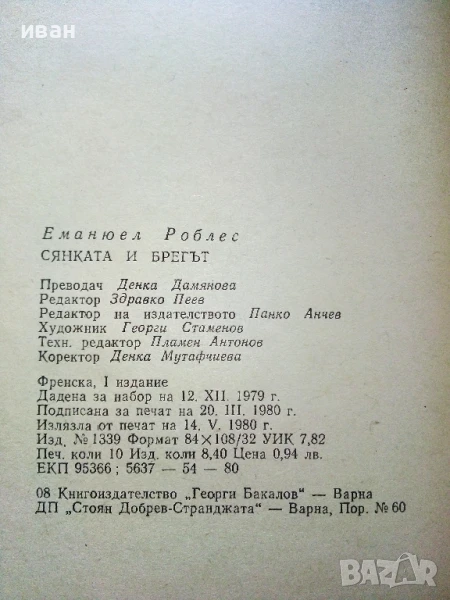 иван
Еманюел Роблес
СЯНКАТА И БРЕГЪТ
Преводач Денка Дамянова
Редактор Здравко Пеев
Редактор на издателството Панко Анчев
Художник Георги Стаменов
Техн. редактор Пламен Антонов
Коректор Денка Мутафчиева
Френска, I издание
Дадена за набор на 12. XII. 1979 г.
Подписана за печат на 20. III. 1980 г.
Излязла от печат на 14. V. 1980 г.
Изд. № 1339 Формат 84×108/32 УИК 7,82
Печ. коли 10 Изд. коли 8,40 Цена 0,94 лв.
ЕКП 95366; 5637 — 54 — 80
08 Книгоиздателство „Георги Бакалов“ — Варна
ДП „Стоян Добрев-Странджата“ — Варна, Пор. № 60
BAZAR